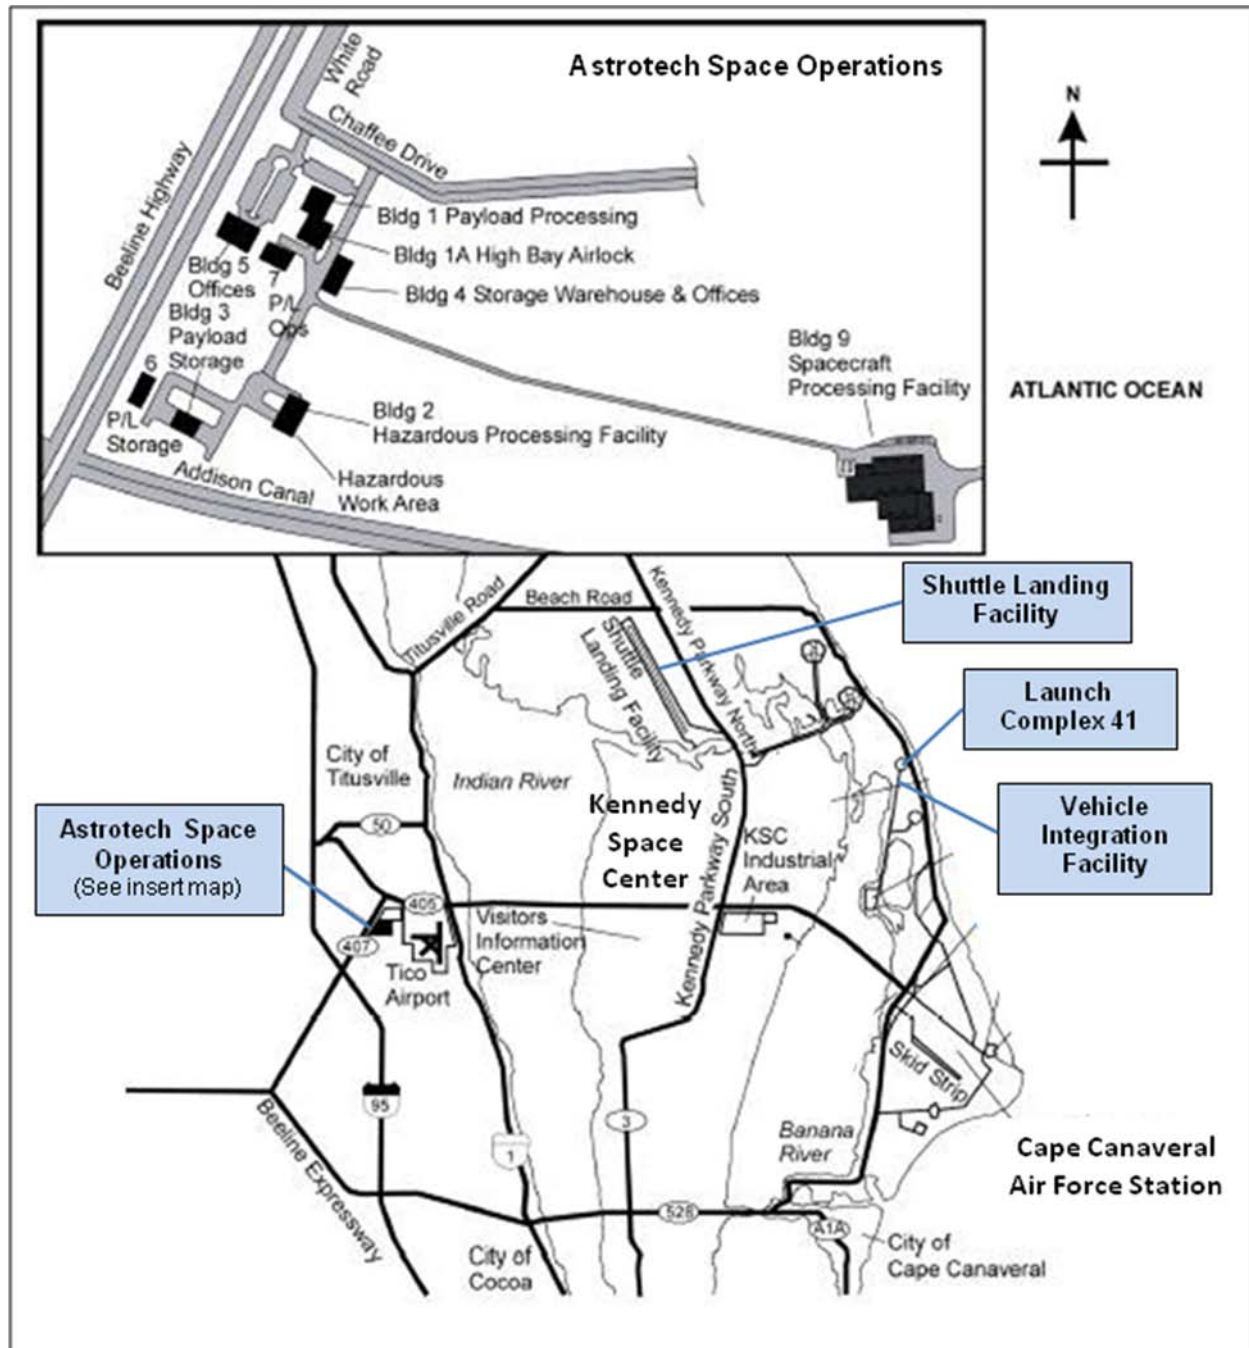 Astrotech Space Operations
N
White
Road
Chaffee Drive
Beeline Highway
Bldg 1 Payload Processing
Bldg 1A High Bay Airlock
Bldg 5
Offices
7
P/L
Ops
Bldg 4 Storage Warehouse & Offices
Bldg 3
Payload
Storage
6
P/L
Storage
Bldg 9
Spacecraft
Processing Facility
ATLANTIC OCEAN
Bldg 2
Hazardous Processing Facility
Addison Canal
Hazardous
Work Area
Shuttle Landing
Facility
Kennedy Parkway North
Beach Road
Titusville Road
Shuttle
Landing Facility
Launch
Complex 41
City of
Titusville
Indian River
Vehicle
Integration
Facility
Kennedy
Space
Center
Kennedy Parkway South
KSC
Industrial
Area
Astrotech Space
Operations
(See insert map)
50
405
407
Visitors
Information
Center
Tico
Airport
Skid Strip
95
Beeline Expressway
1
3
Banana
River
Cape Canaveral
Air Force Station
528
A1A
City of
Cocoa
City of
Cape Canaveral